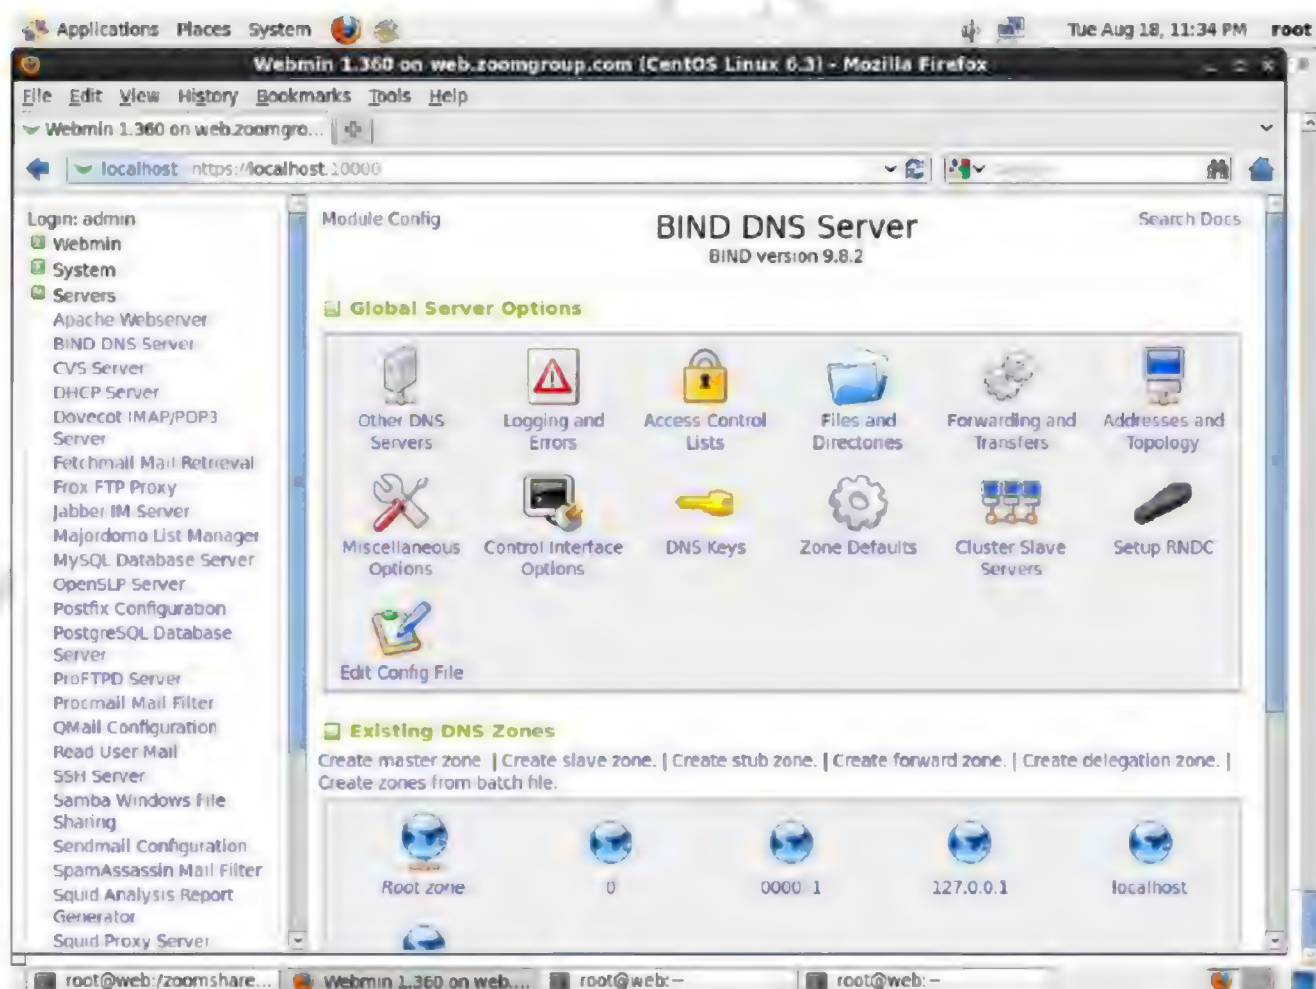 Applications Places System
Tue Aug 18, 11:34 PM root
Webmin 1.360 on web.zoomgroup.com (CentOS Linux 6.3) - Mozilla Firefox
File Edit View History Bookmarks Tools Help
Webmin 1.360 on web.zoomgro...
localhost https://localhost:10000
Login: admin
Webmin
System
Servers
Apache Webserver
BIND DNS Server
CVS Server
DHCP Server
Dovecot IMAP/POP3
Server
Fetchmail Mail Retrieval
Frox FTP Proxy
Jabber IM Server
Majordomo List Manager
MySQL Database Server
OpenSLP Server
Postfix Configuration
PostgreSQL Database
Server
ProFTPD Server
Procmail Mail Filter
QMail Configuration
Read User Mail
SSH Server
Samba Windows File
Sharing
Sendmail Configuration
SpamAssassin Mail Filter
Squid Analysis Report
Generator
Squid Proxy Server
Module Config
BIND DNS Server
Search Docs
BIND version 9.8.2
Global Server Options
Other DNS
Servers
Logging and
Errors
Access Control
Lists
Files and
Directories
Forwarding and
Transfers
Addresses and
Topology
Miscellaneous
Options
Control Interface
Options
DNS Keys
Zone Defaults
Cluster Slave
Servers
Setup RNDC
Edit Config File
Existing DNS Zones
Create master zone. | Create slave zone. | Create stub zone. | Create forward zone. | Create delegation zone. |
Create zones from batch file.
Root zone
0
127.0.0.1
localhost
root@web:/zoomshare...
Webmin 1.360 on web....
root@web:~
root@web:~